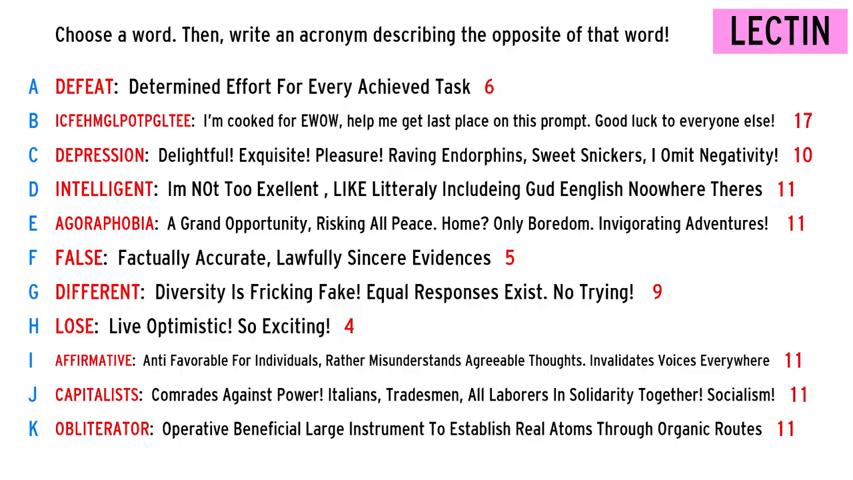 Choose a word. Then, write an acronym describing the opposite of that word!
LECTIN
A DEFEAT: Determined Effort For Every Achieved Task 6
B ICFEHMGLPOTPGLTEE: I'm cooked for EWOW, help me get last place on this prompt. Good luck to everyone else! 17
C DEPRESSION: Delightful! Exquisite! Pleasure! Raving Endorphins, Sweet Snickers, I Omit Negativity! 10
D INTELLIGENT: Im NOt Too Exellent , LIKE Litteraly Includeing Gud Eenglish Noowhere Theres 11
E AGORAPHOBIA: A Grand Opportunity, Risking All Peace. Home? Only Boredom. Invigorating Adventures! 11
F FALSE: Factually Accurate, Lawfully Sincere Evidences 5
G DIFFERENT: Diversity Is Fricking Fake! Equal Responses Exist. No Trying! 9
H LOSE: Live Optimistic! So Exciting! 4
I AFFIRMATIVE: Anti Favorable For Individuals, Rather Misunderstands Agreeable Thoughts. Invalidates Voices Everywhere 11
J CAPITALISTS: Comrades Against Power! Italians, Tradesmen, All Laborers In Solidarity Together! Socialism! 11
K OBLITERATOR: Operative Beneficial Large Instrument To Establish Real Atoms Through Organic Routes 11